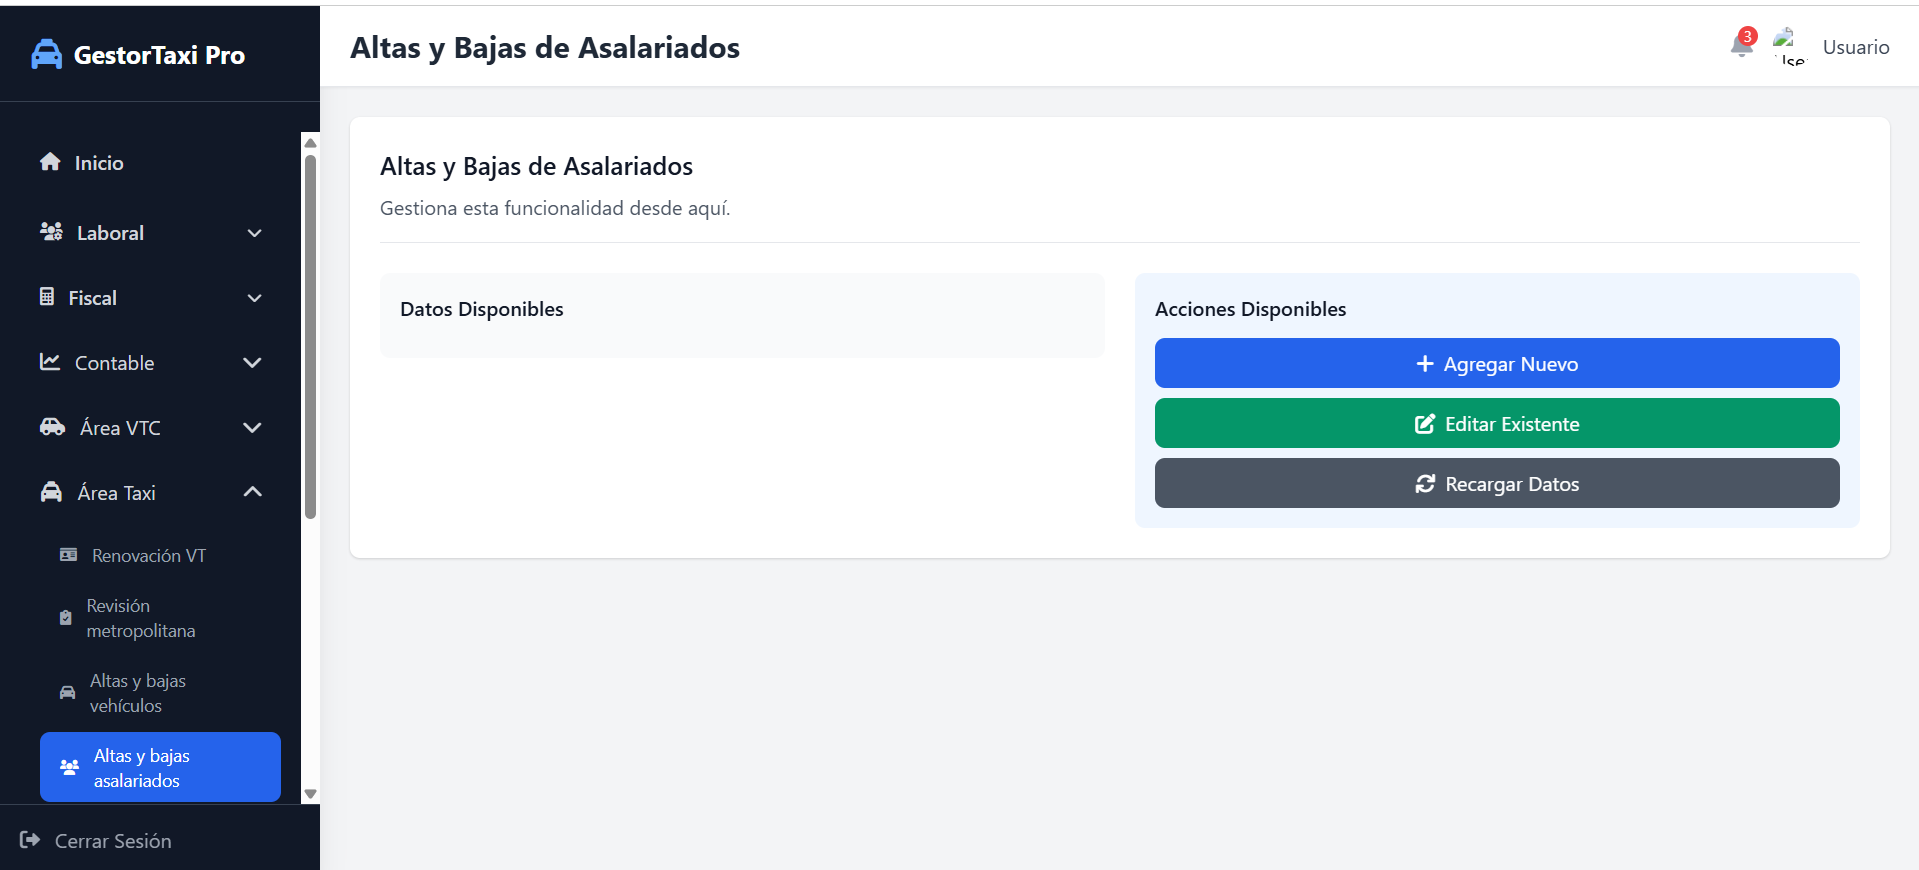 GestorTaxi Pro
Inicio
Laboral
Fiscal
Contable
Área VTC
Área Taxi
Renovación VT
Revisión
metropolitana
Altas y bajas
vehículos
Altas y bajas
asalariados
Cerrar Sesión
Altas y Bajas de Asalariados
3
Usuario
Altas y Bajas de Asalariados
Gestiona esta funcionalidad desde aquí.
Datos Disponibles
Acciones Disponibles
Agregar Nuevo
Editar Existente
Recargar Datos